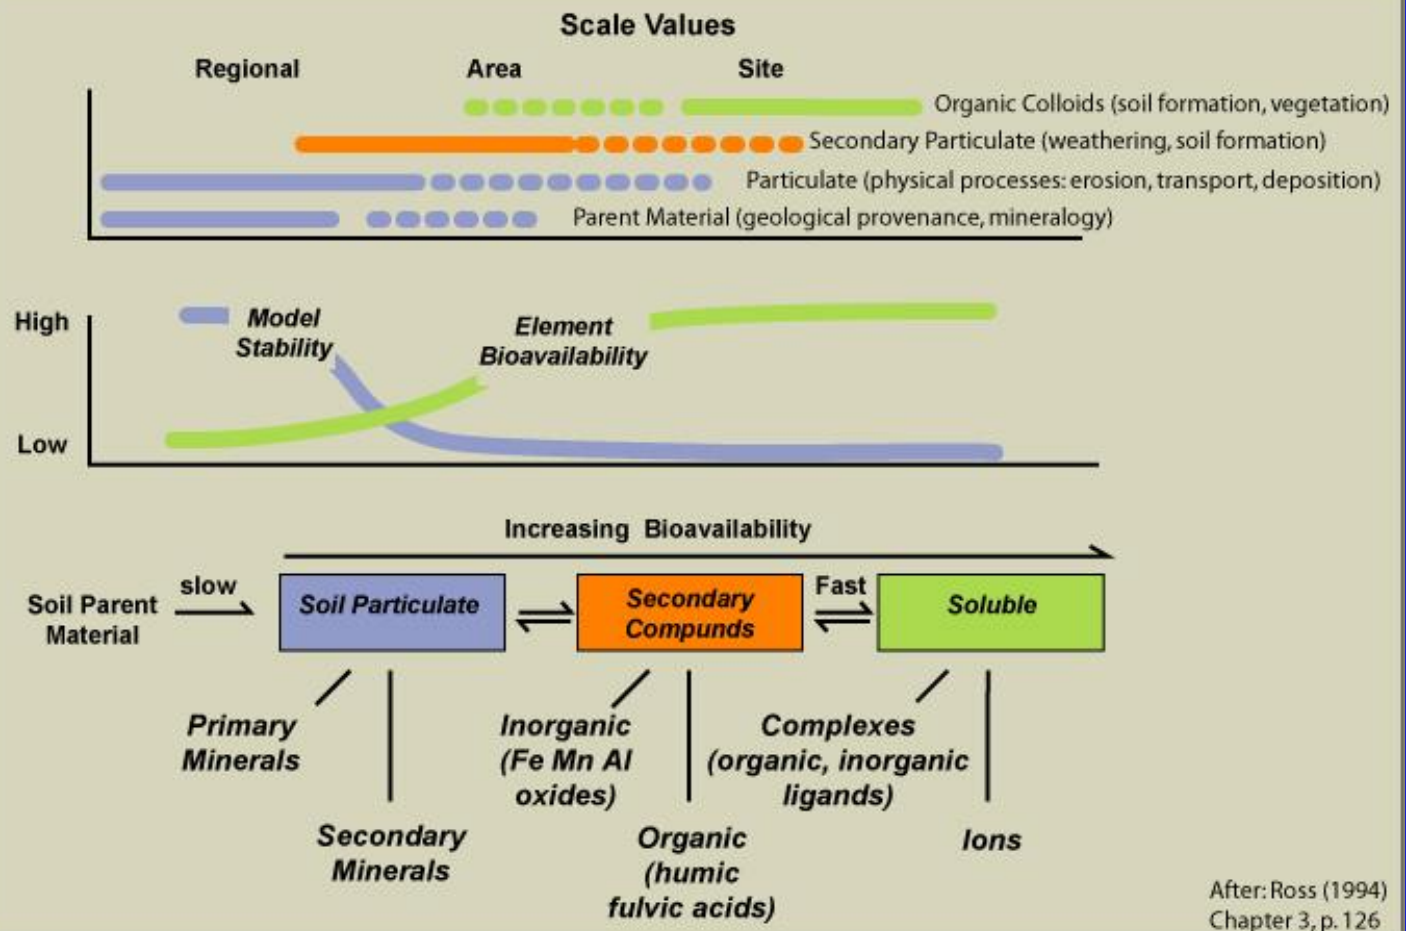 Scale Values
Regional
Area
Site
Organic Colloids (soil formation, vegetation)
Secondary Particulate (weathering, soil formation)
Particulate (physical processes: erosion, transport, deposition)
Parent Material (geological provenance, mineralogy)
High
Low
Model
Stability
Element
Bioavailability
Increasing Bioavailability
Soil Parent
Material
slow
Soil Particulate
Secondary
Compunds
Fast
Soluble
Primary
Minerals
Secondary
Minerals
Inorganic
(Fe Mn Al
oxides)
Organic
(humic
fulvic acids)
Complexes
(organic, inorganic
ligands)
Ions
After: Ross (1994)
Chapter 3, p. 126